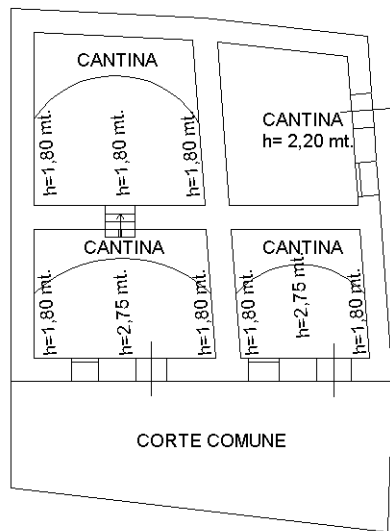 CANTINA
h=1,80 mt.
h=1,80 mt.
h=1,80 mt.
CANTINA
h= 2,20 mt.
CANTINA
h=1,80 mt.
h=2,75 mt.
h=1,80 mt.
CANTINA
h=1,80 mt.
h=2,75 mt.
h=1,80 mt.
CORTE COMUNE